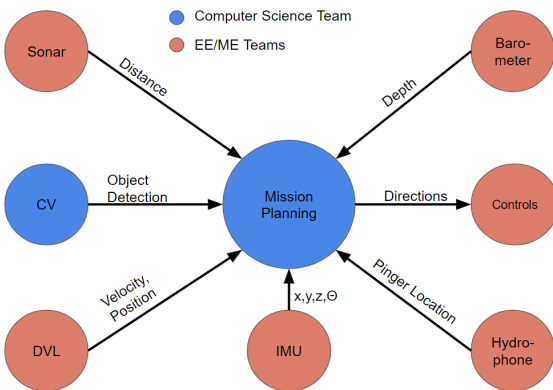 Computer Science Team
EE/ME Teams
Sonar
Baro-
meter
Distance
Depth
CV
Object
Detection
Mission
Planning
Directions
Controls
Velocity,
Position
x,y,z,Θ
Pinger Location
DVL
IMU
Hydro-
phone